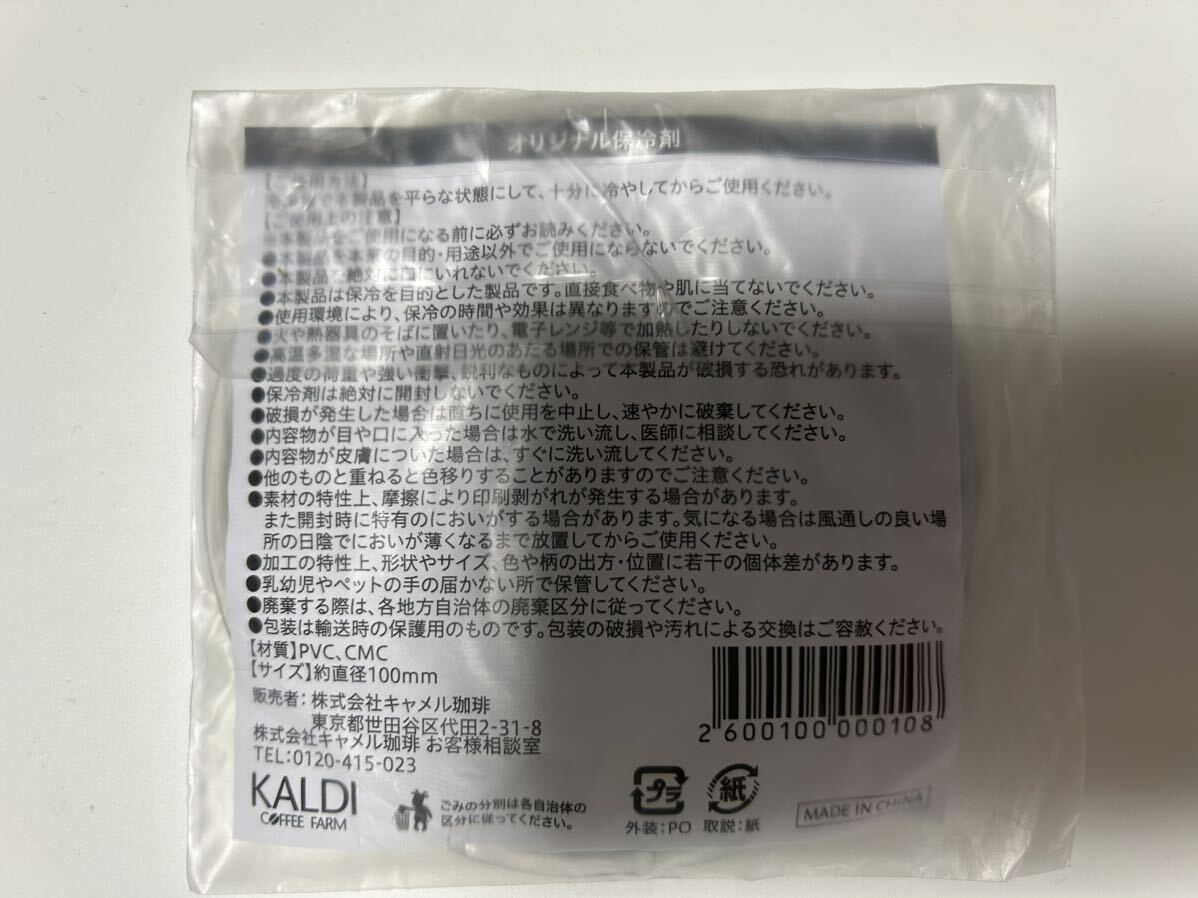 オリジナル保冷剤
【ご使用方法】
冷凍庫で本製品を平らな状態にして、十分に冷やしてからご使用ください。
【ご使用上の注意】
※本製品をご使用になる前に必ずお読みください。
●本製品を本来の目的・用途以外でご使用にならないでください。
●本製品を絶対に口にいれないでください。
●本製品は保冷を目的とした製品です。直接食べ物や肌に当てないでください。
●使用環境により、保冷の時間や効果は異なりますのでご注意ください。
●火や熱器具のそばに置いたり、電子レンジ等で加熱したりしないでください。
●高温多湿な場所や直射日光のあたる場所での保管は避けてください。
●過度の荷重や強い衝撃、鋭利なものによって本製品が破損する恐れがあります。
●保冷剤は絶対に開封しないでください。
●破損が発生した場合は直ちに使用を中止し、速やかに破棄してください。
●内容物が目や口に入った場合は水で洗い流し、医師に相談してください。
●内容物が皮膚についた場合は、すぐに洗い流してください。
●他のものと重ねると色移りすることがありますのでご注意ください。
●素材の特性上、摩擦により印刷剥がれが発生する場合があります。
また開封時に特有のにおいがする場合があります。気になる場合は風通しの良い場
所の日陰でにおいが薄くなるまで放置してからご使用ください。
●加工の特性上、形状やサイズ、色や柄の出方・位置に若干の個体差があります。
●乳幼児やペットの手の届かない所で保管してください。
●廃棄する際は、各地方自治体の廃棄区分に従ってください。
●包装は輸送時の保護用のものです。包装の破損や汚れによる交換はご容赦ください。
【材質】PVC、CMC
【サイズ】約直径100mm
販売者：株式会社キャメル珈琲
東京都世田谷区代田2-31-8
株式会社キャメル珈琲 お客様相談室
TEL:0120-415-023
2 600100 000108
KALDI
COFFEE FARM
ごみの分別は各自治体の
区分に従ってください。
プラ
外装：PO
紙
取説：紙
MADE IN CHINA